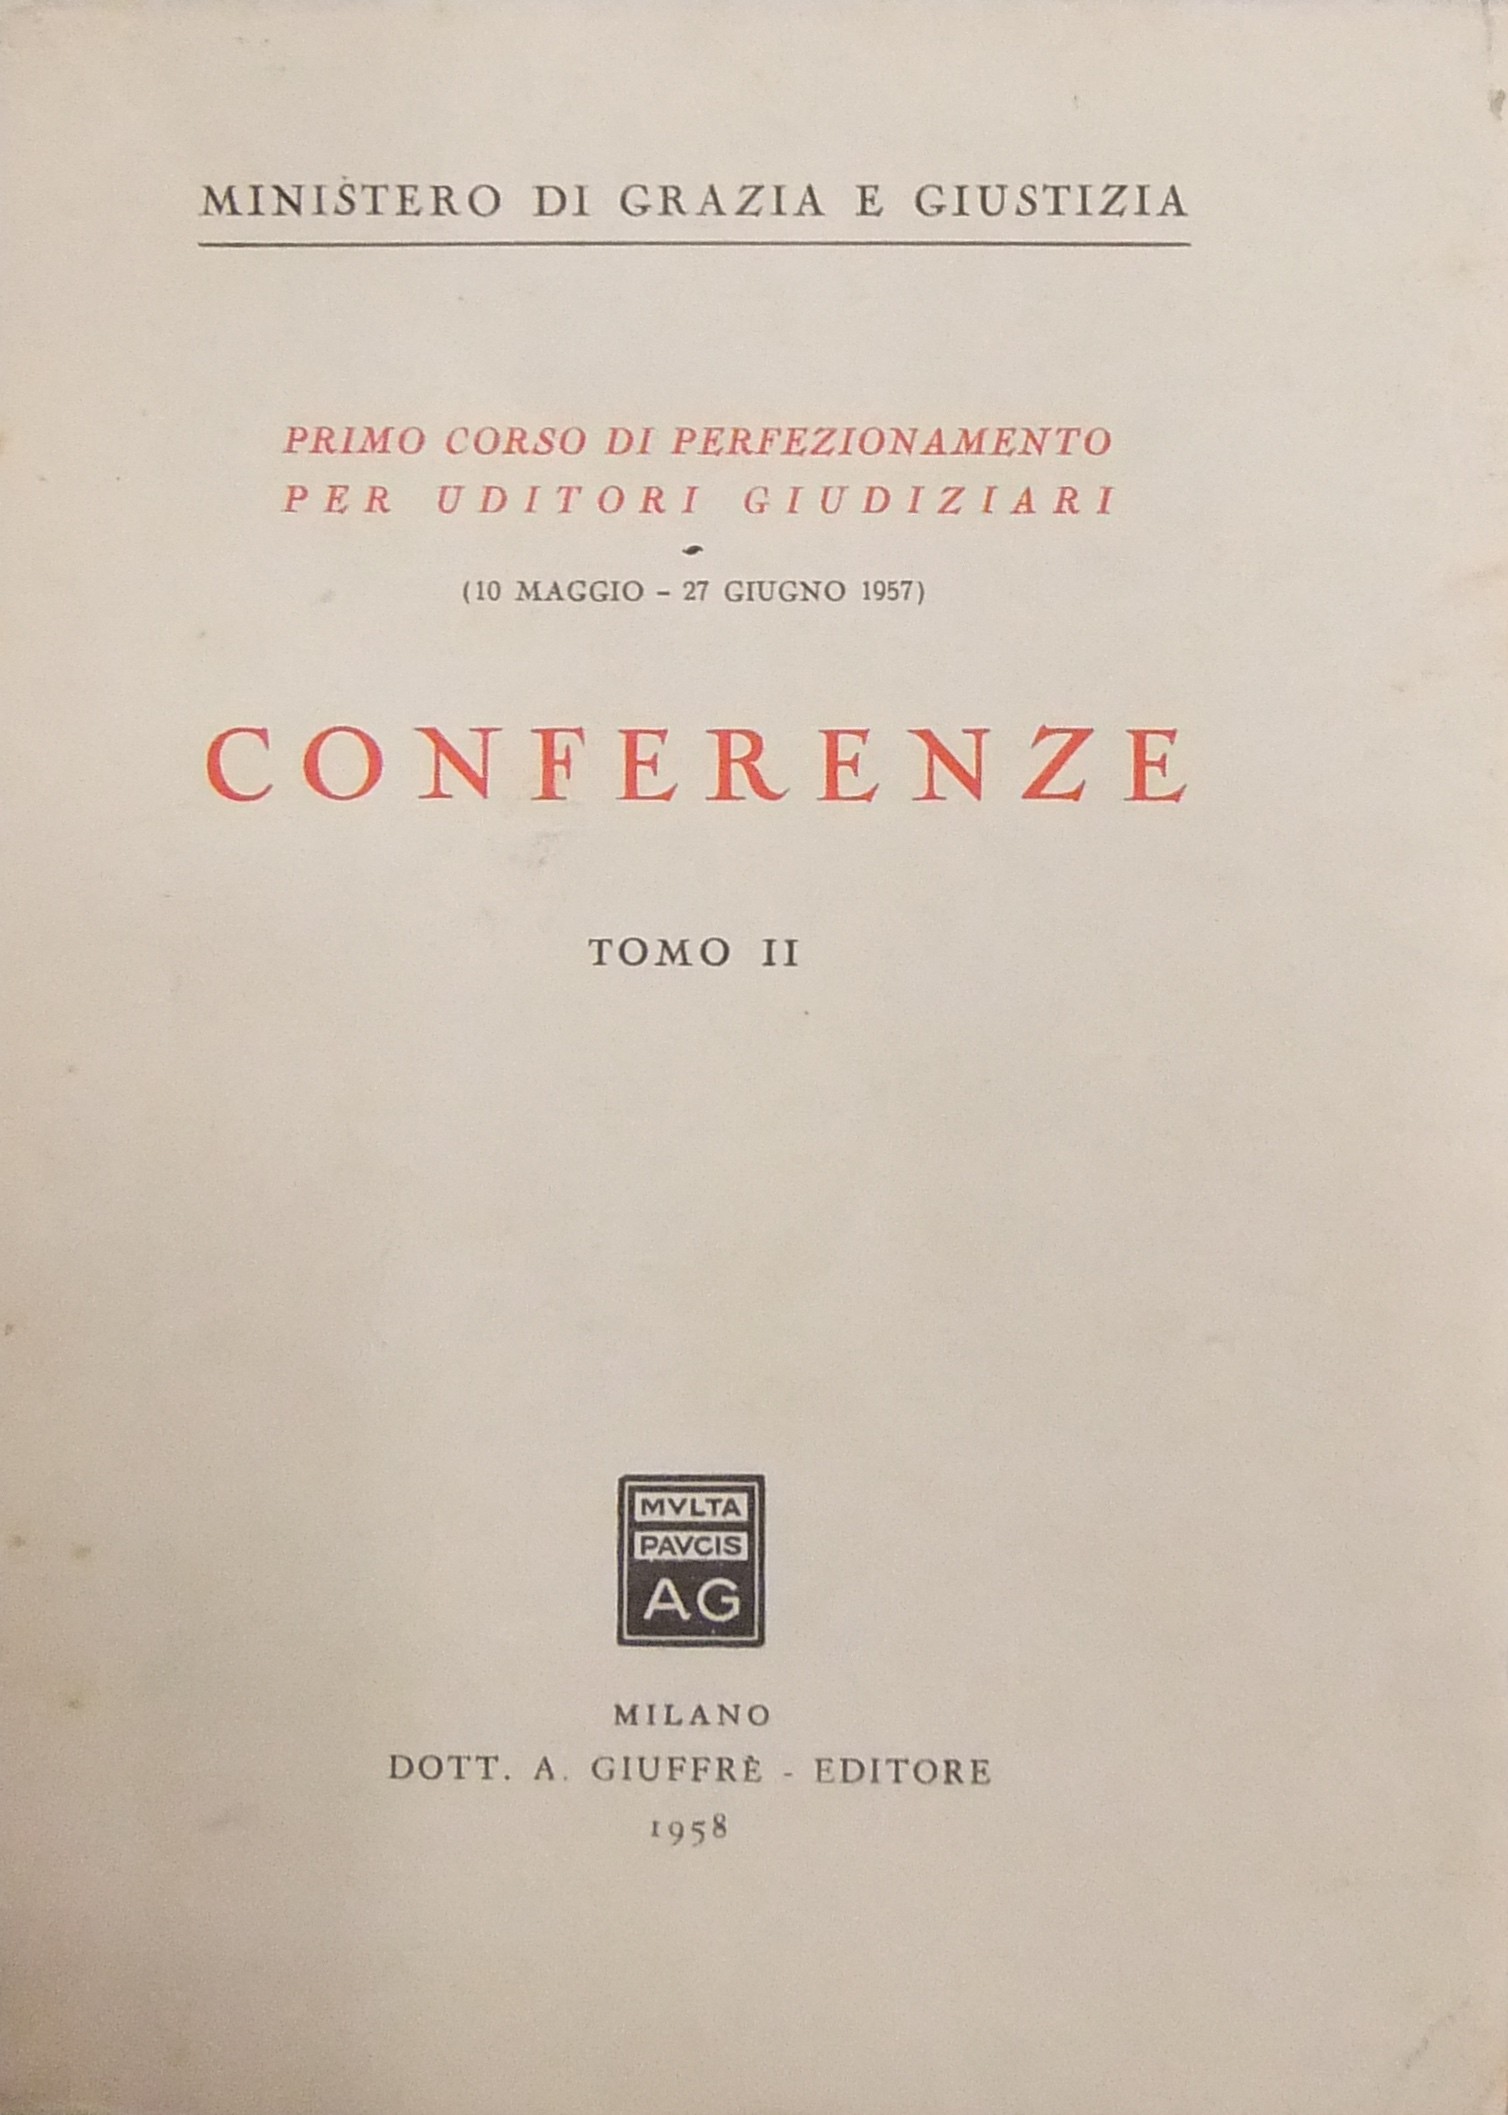 MINISTERO DI GRAZIA E GIUSTIZIA
PRIMO CORSO DI PERFEZIONAMENTO
PER UDITORI GIUDIZIARI
(10 MAGGIO - 27 GIUGNO 1957)
CONFERENZE
TOMO II
MVLTA
PAVCIS
AG
MILANO
DOTT. A. GIUFFRÈ - EDITORE
1958